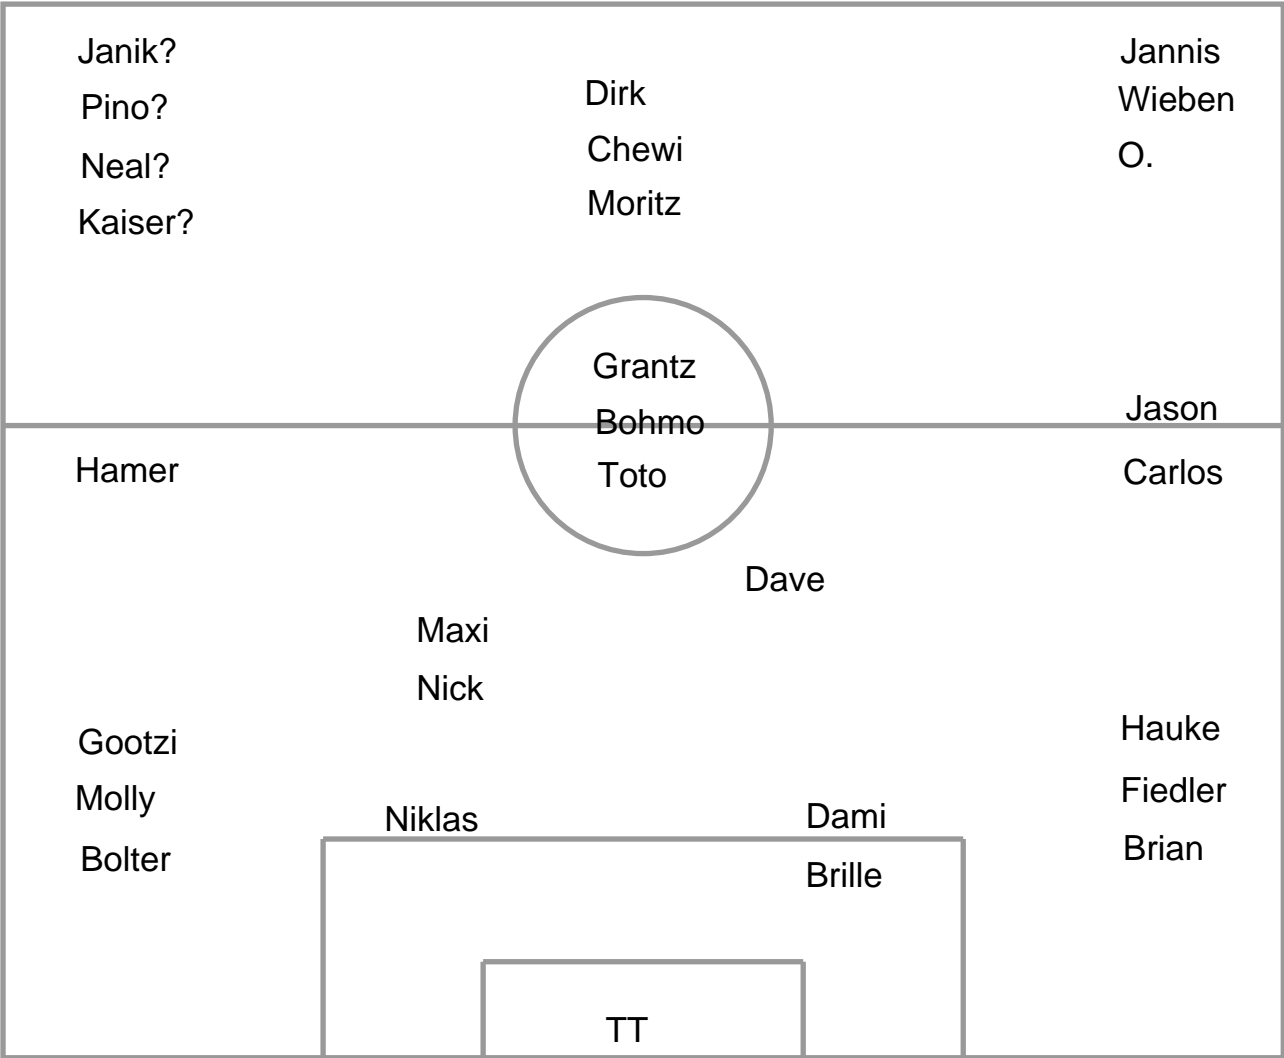 Janik?
Pino?
Neal?
Kaiser?
Dirk
Chewi
Moritz
Jannis
Wieben
O.
Grantz
Bohmo
Toto
Jason
Carlos
Hamer
Dave
Maxi
Nick
Gootzi
Molly
Bolter
Niklas
Dami
Brille
Hauke
Fiedler
Brian
TT